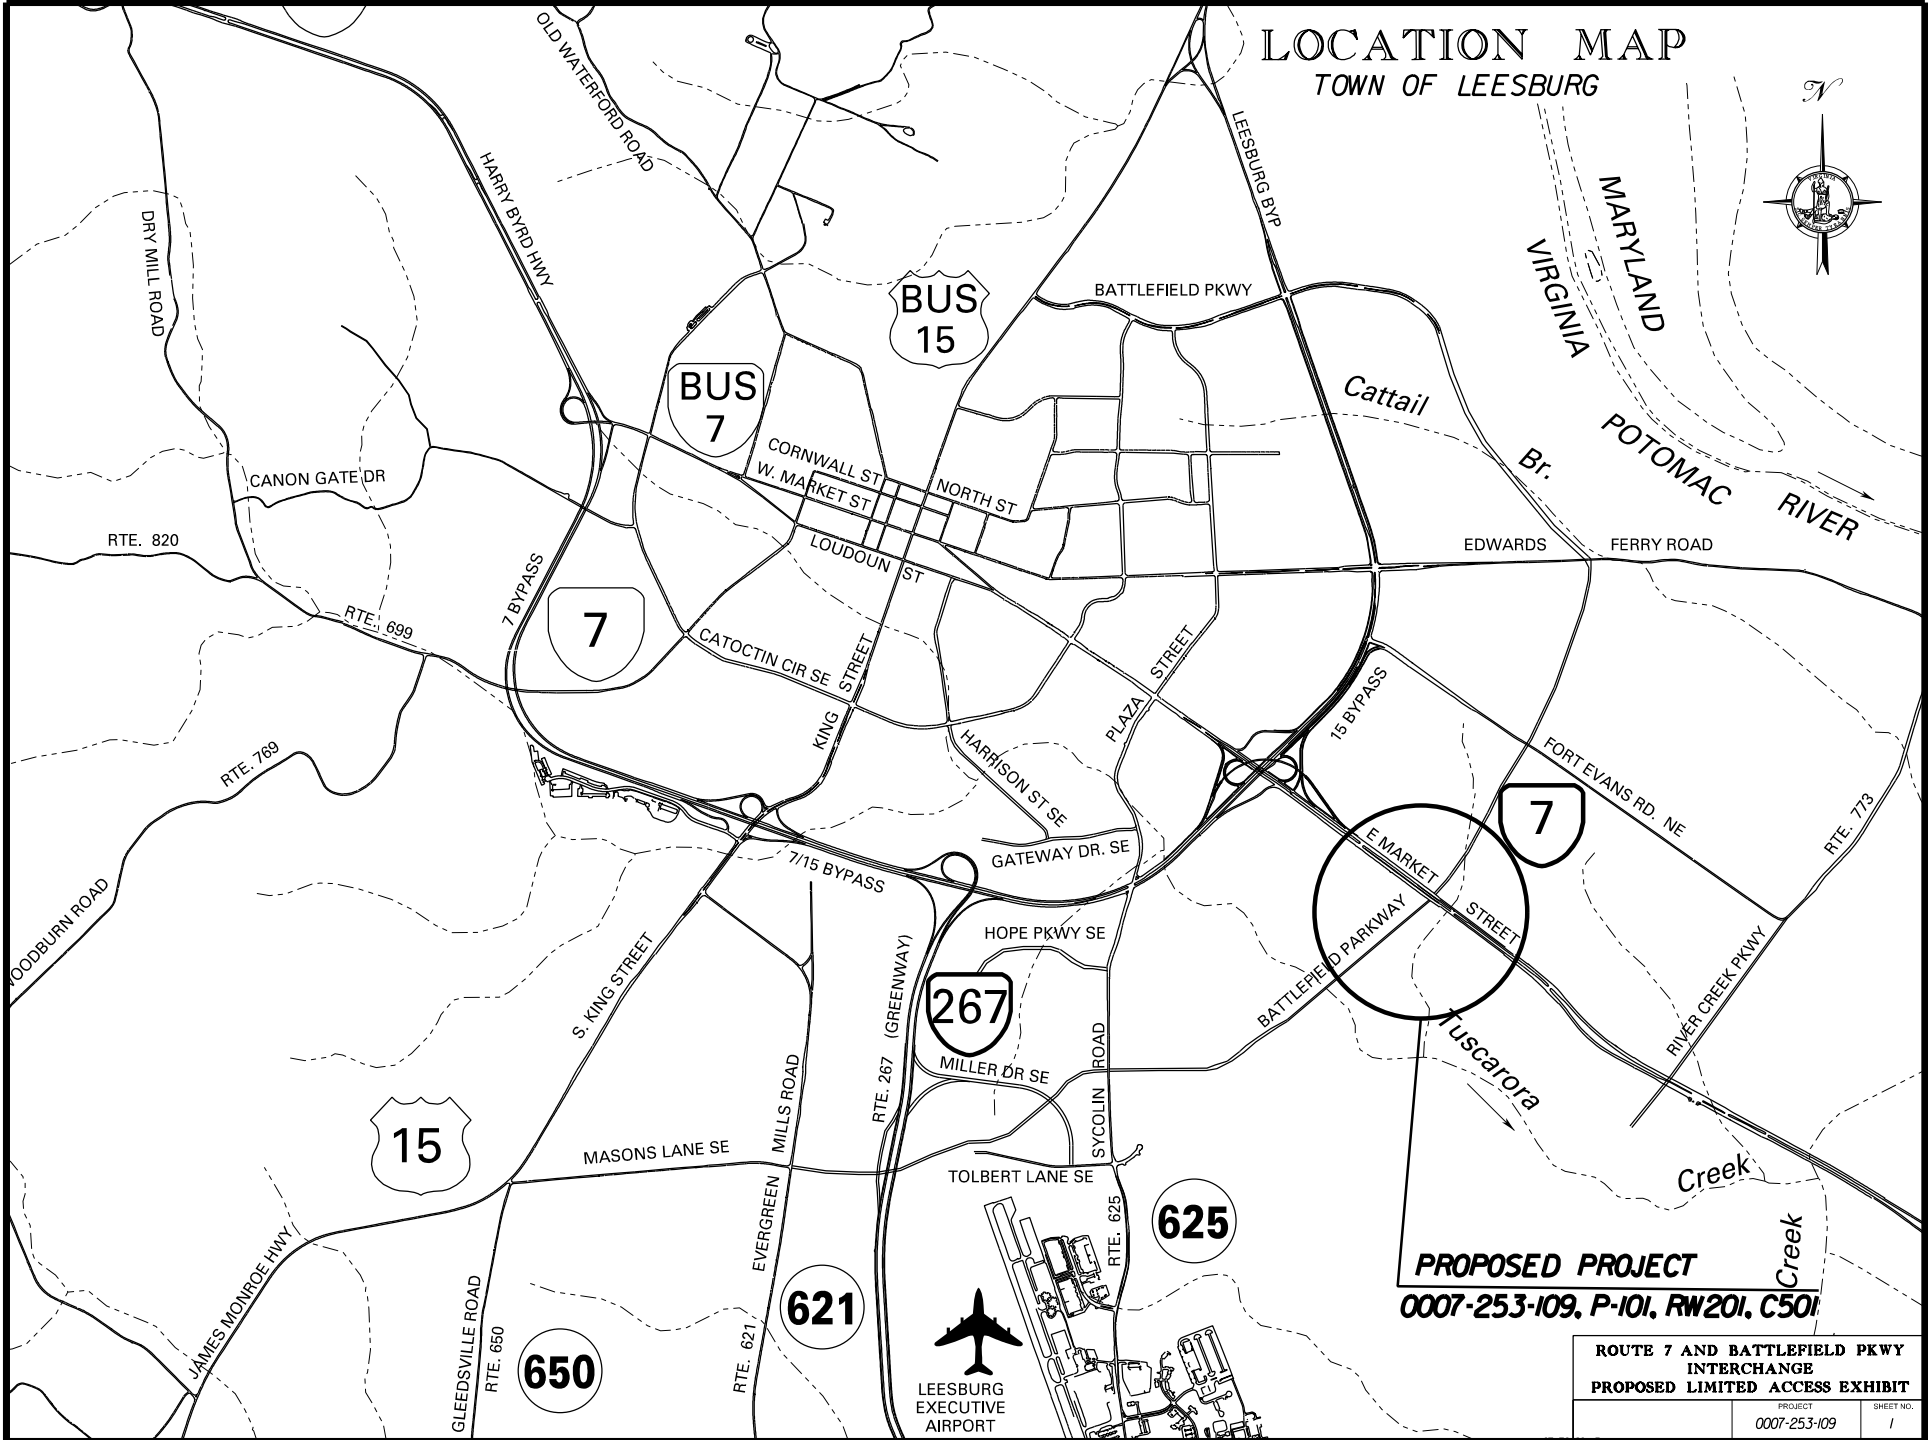 LOCATION MAP
TOWN OF LEESBURG
N
OLD WATERFORD ROAD
HARRY BYRD HWY
LEESBURG BYP
DRY MILL ROAD
MARYLAND
VIRGINIA
BUS
15
BATTLEFIELD PKWY
BUS
7
Cattail
Br.
POTOMAC
RIVER
CORNWALL ST
W. MARKET ST
NORTH ST
CANON GATE DR
LOUDOUN ST
RTE. 820
EDWARDS
FERRY ROAD
7 BYPASS
7
RTE. 699
CATOCTIN CIR SE
KING STREET
PLAZA STREET
15 BYPASS
HARRISON ST SE
FORT EVANS RD. NE
RTE. 769
7
RTE. 773
E MARKET
STREET
GATEWAY DR. SE
7/15 BYPASS
OODBURN ROAD
HOPE PKWY SE
BATTLEFIELD PARKWAY
S. KING STREET
RTE. 267 (GREENWAY)
267
RIVER CREEK PKWY
Tuscarora
Creek
MILLER DR SE
SYCOLIN ROAD
MILLS ROAD
15
MASONS LANE SE
TOLBERT LANE SE
EVERGREEN
RTE. 625
625
Creek
JAMES MONROE HWY
PROPOSED PROJECT
0007-253-109, P-101, RW201, C501
GLEEDSVILLE ROAD
RTE. 650
650
RTE. 621
621
LEESBURG
EXECUTIVE
AIRPORT
ROUTE 7 AND BATTLEFIELD PKWY
INTERCHANGE
PROPOSED LIMITED ACCESS EXHIBIT
PROJECT
0007-253-109
SHEET NO.
1